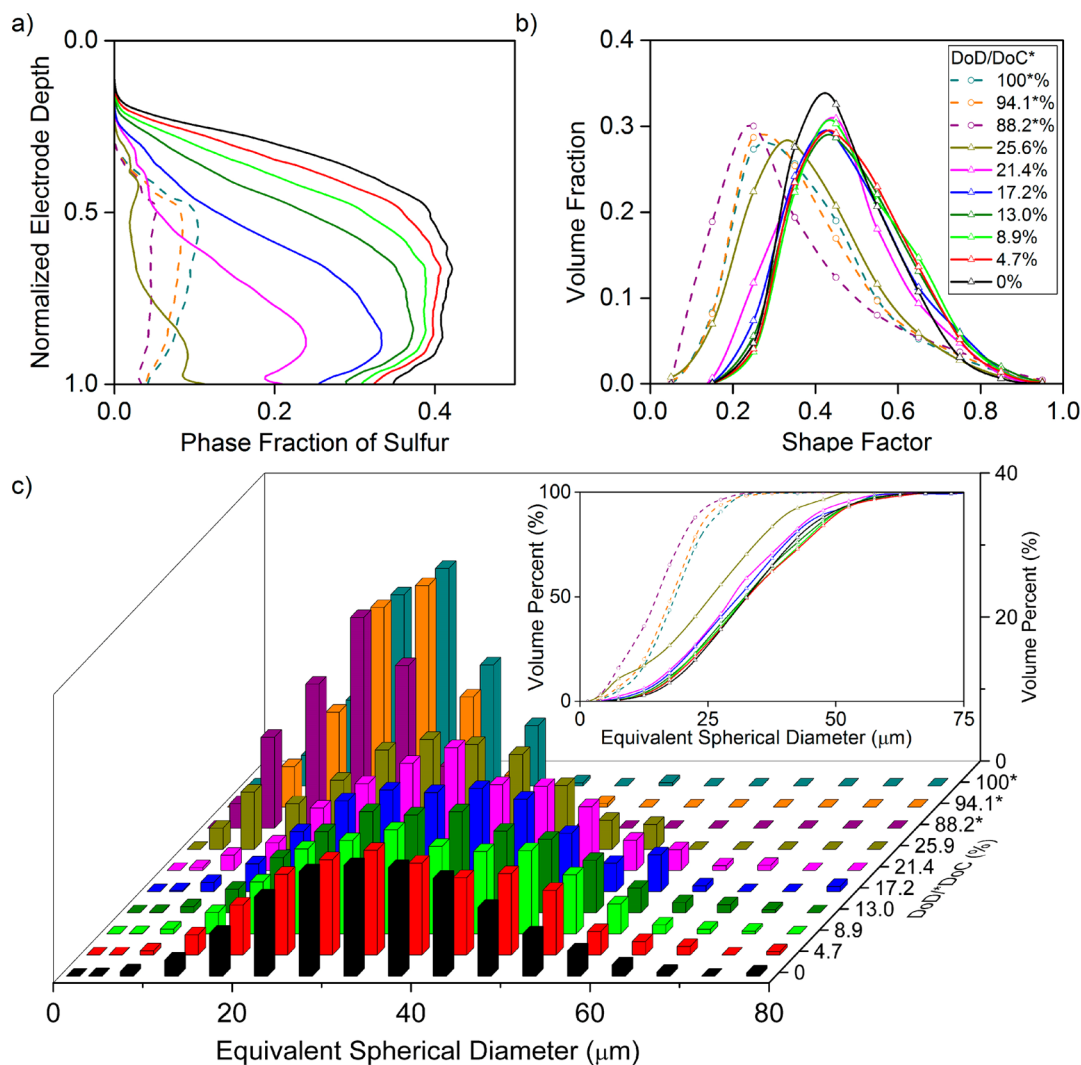 a)
0.0
0.5
1.0
Normalized Electrode Depth
0.0 0.2 0.4
Phase Fraction of Sulfur
b)
0.4
0.3
0.2
0.1
0.0
Volume Fraction
0.0 0.2 0.4 0.6 0.8 1.0
Shape Factor
DoD/DoC*
100*%
94.1*%
88.2*%
25.6%
21.4%
17.2%
13.0%
8.9%
4.7%
0%
c)
100
50
0
Volume Percent (%)
0 25 50 75
Equivalent Spherical Diameter (μm)
40
20
0
Volume Percent (%)
100*
94.1*
88.2*
25.9
21.4
17.2
13.0
8.9
4.7
0
DoD/*DoC (%)
0 20 40 60 80
Equivalent Spherical Diameter (μm)